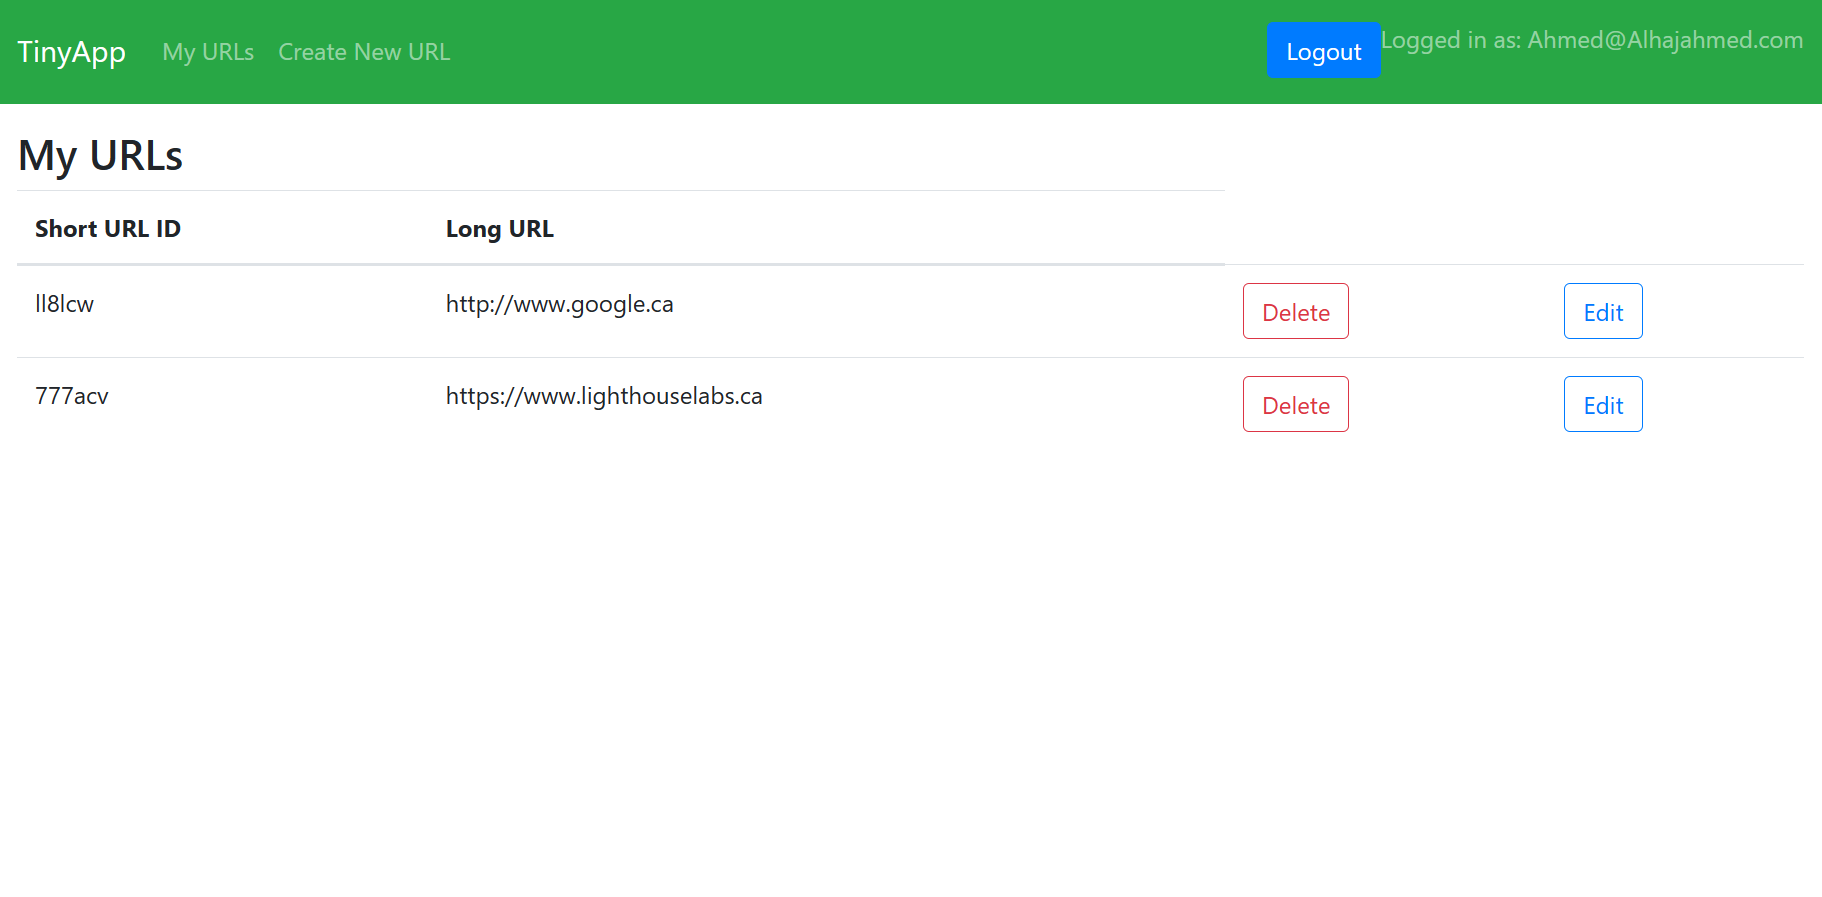 TinyApp My URLs Create New URL Logout Logged in as: Ahmed@Alhajahmed.com
My URLs
Short URL ID Long URL
ll8lcw http://www.google.ca Delete Edit
777acv https://www.lighthouselabs.ca Delete Edit